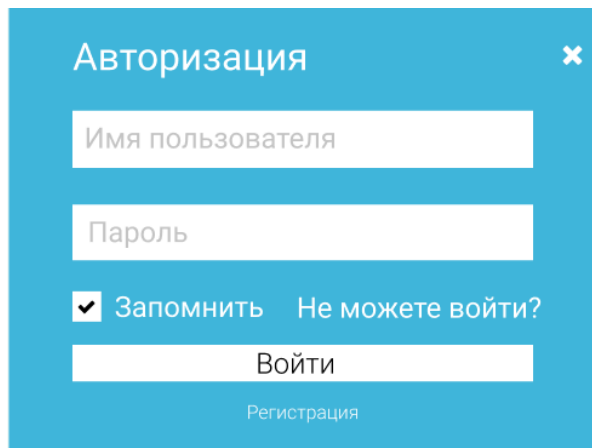 Авторизация
Имя пользователя
Пароль
Запомнить Не можете войти?
Войти
Регистрация